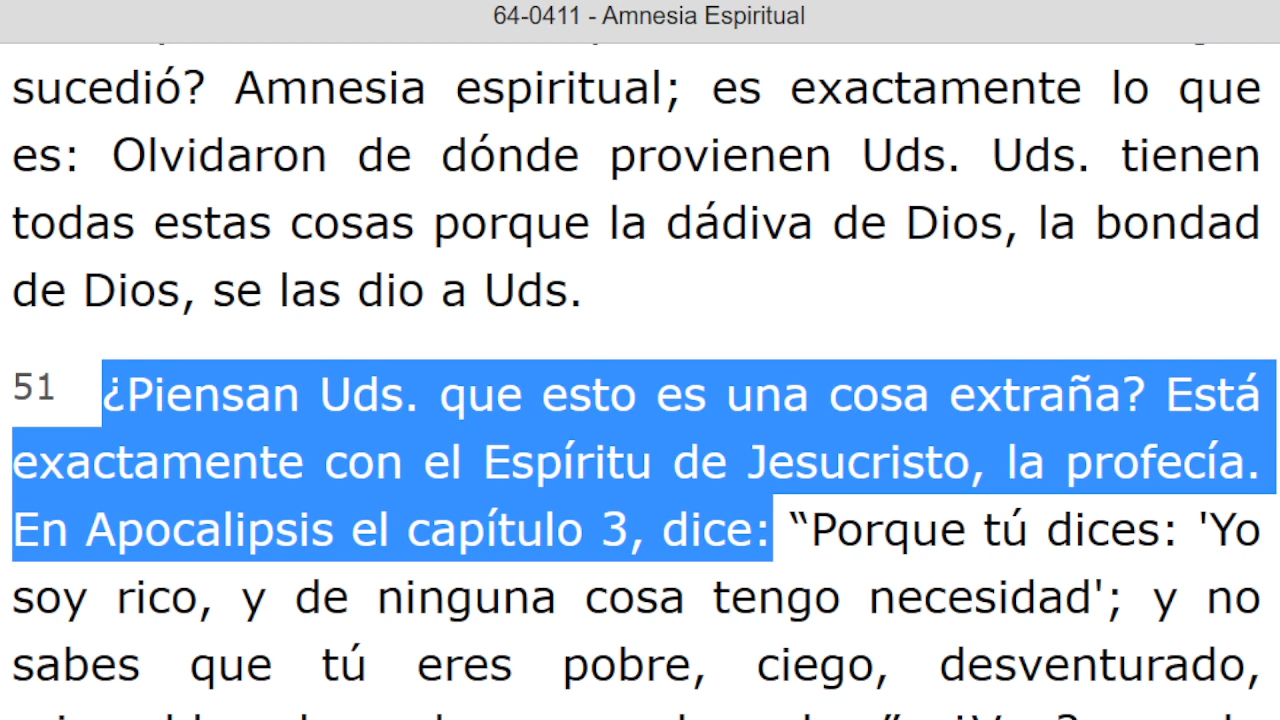 64-0411 - Amnesia Espiritual
sucedió? Amnesia espiritual; es exactamente lo que
es: Olvidaron de dónde provienen Uds. Uds. tienen
todas estas cosas porque la dádiva de Dios, la bondad
de Dios, se las dio a Uds.
51 ¿Piensan Uds. que esto es una cosa extraña? Está
exactamente con el Espíritu de Jesucristo, la profecía.
En Apocalipsis el capítulo 3, dice: “Porque tú dices: 'Yo
soy rico, y de ninguna cosa tengo necesidad'; y no
sabes que tú eres pobre, ciego, desventurado,